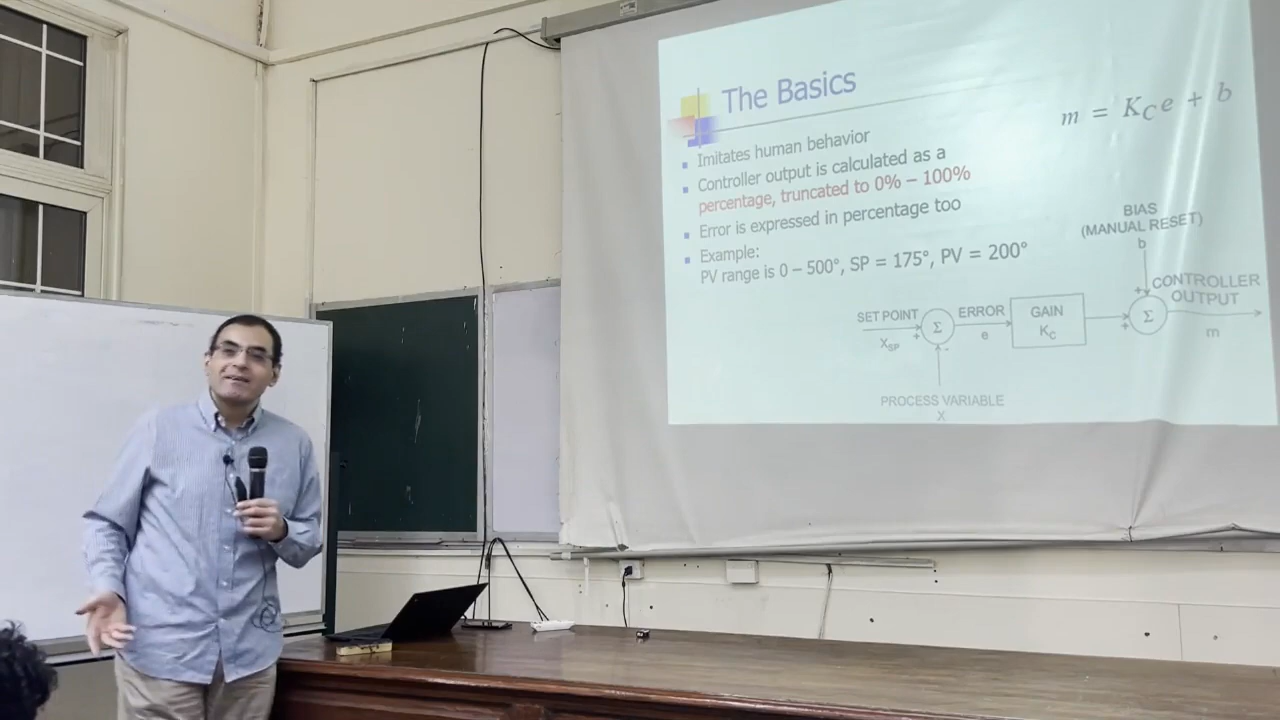 The Basics
m = K_C e + b
Imitates human behavior
Controller output is calculated as a
percentage, truncated to 0% – 100%
Error is expressed in percentage too
Example:
PV range is 0 – 500°, SP = 175°, PV = 200°
BIAS
(MANUAL RESET)
b
SET POINT
X_SP
+
Σ
-
ERROR
e
GAIN
K_C
+
+
Σ
CONTROLLER
OUTPUT
m
PROCESS VARIABLE
X